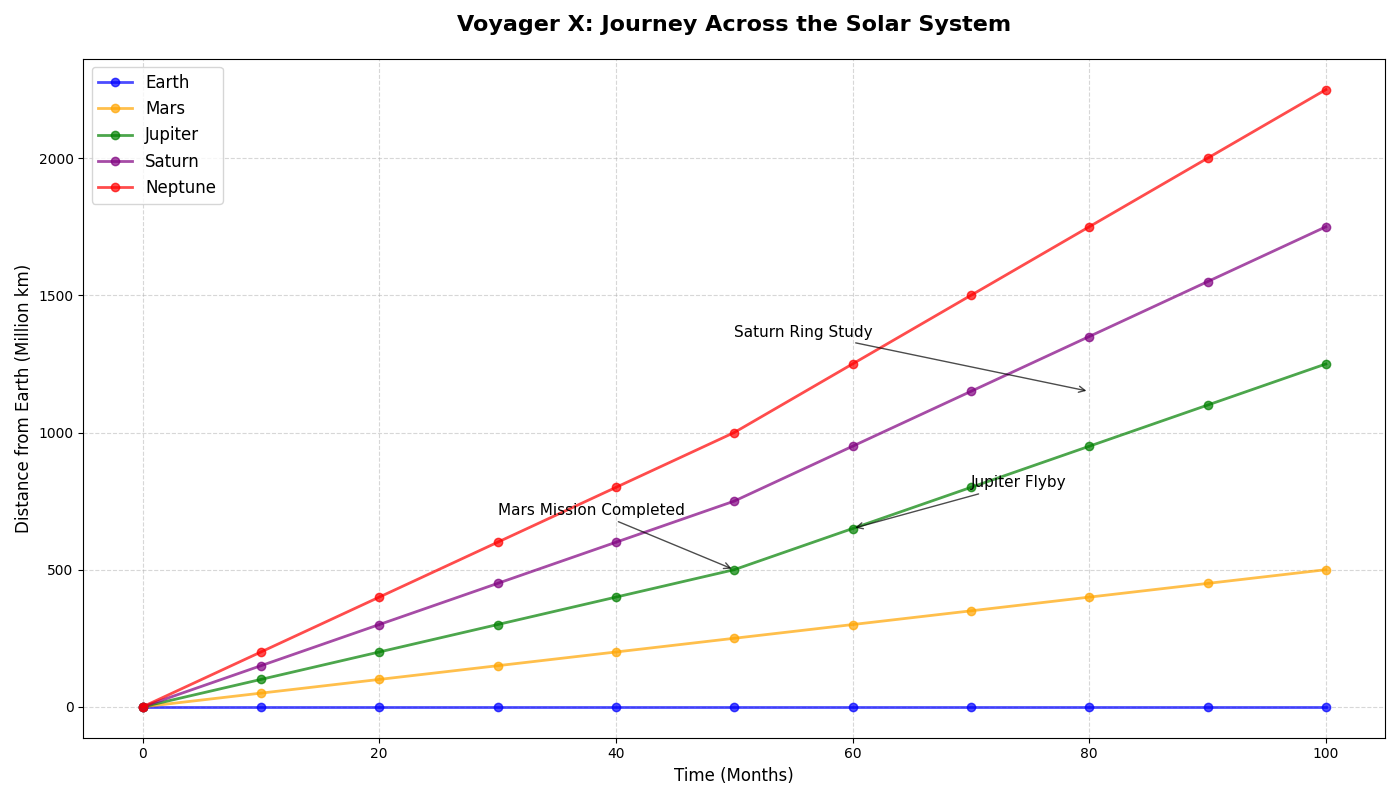 Voyager X: Journey Across the Solar System
Earth
Mars
Jupiter
Saturn
Neptune
Distance from Earth (Million km)
2000
1500
1000
500
0
Saturn Ring Study
Jupiter Flyby
Mars Mission Completed
0
20
40
60
80
100
Time (Months)